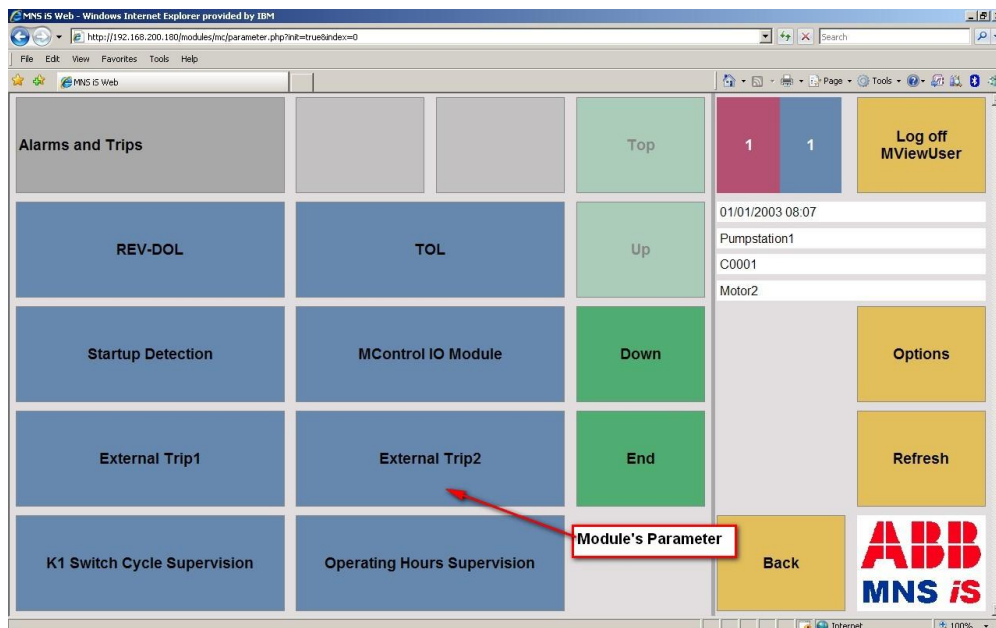 MNS iS Web - Windows Internet Explorer provided by IBM
http://192.168.200.180/modules/mc/parameter.php?init=true&index=0
Search
File Edit View Favorites Tools Help
MNS iS Web
Page Tools
Alarms and Trips
Top
1 1
Log off
MViewUser
REV-DOL
TOL
Up
01/01/2003 08:07
Pumpstation1
C0001
Motor2
Startup Detection
MControl IO Module
Down
Options
External Trip1
External Trip2
End
Refresh
Module's Parameter
K1 Switch Cycle Supervision
Operating Hours Supervision
Back
ABB
MNS iS
Internet
100%